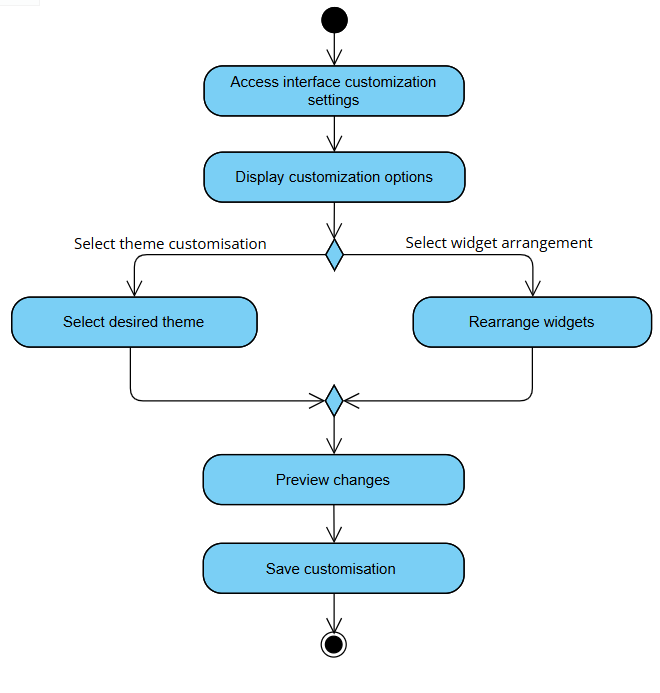 Access interface customization
settings
Display customization options
Select theme customisation
Select widget arrangement
Select desired theme
Rearrange widgets
Preview changes
Save customisation